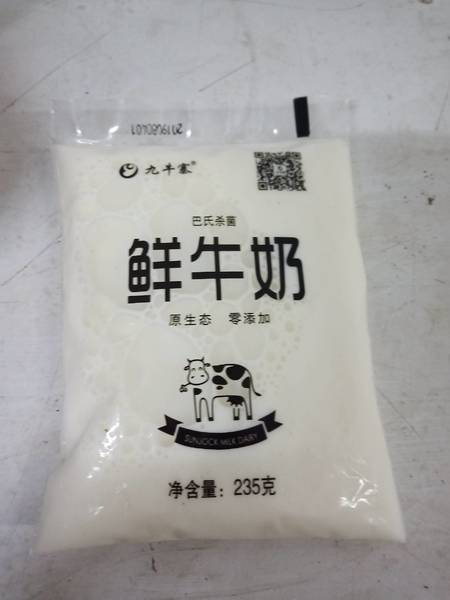 九牛寨®
巴氏杀菌
鲜牛奶
原生态 零添加
SUNJOCK MILK DAIRY
净含量：235克